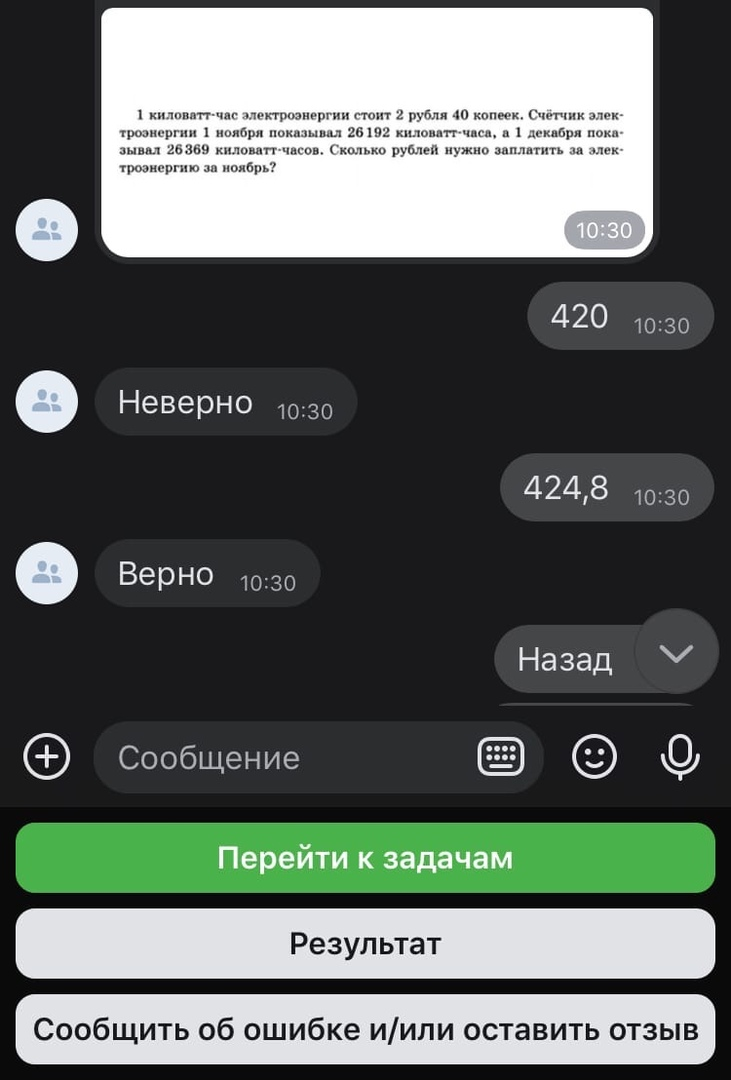 1 киловатт-час электроэнергии стоит 2 рубля 40 копеек. Счётчик элек-
троэнергии 1 ноября показывал 26 192 киловатт-часа, а 1 декабря пока-
зывал 26 369 киловатт-часов. Сколько рублей нужно заплатить за элек-
троэнергию за ноябрь?
10:30
420 10:30
Неверно 10:30
424,8 10:30
Верно 10:30
Назад
Сообщение
Перейти к задачам
Результат
Сообщить об ошибке и/или оставить отзыв